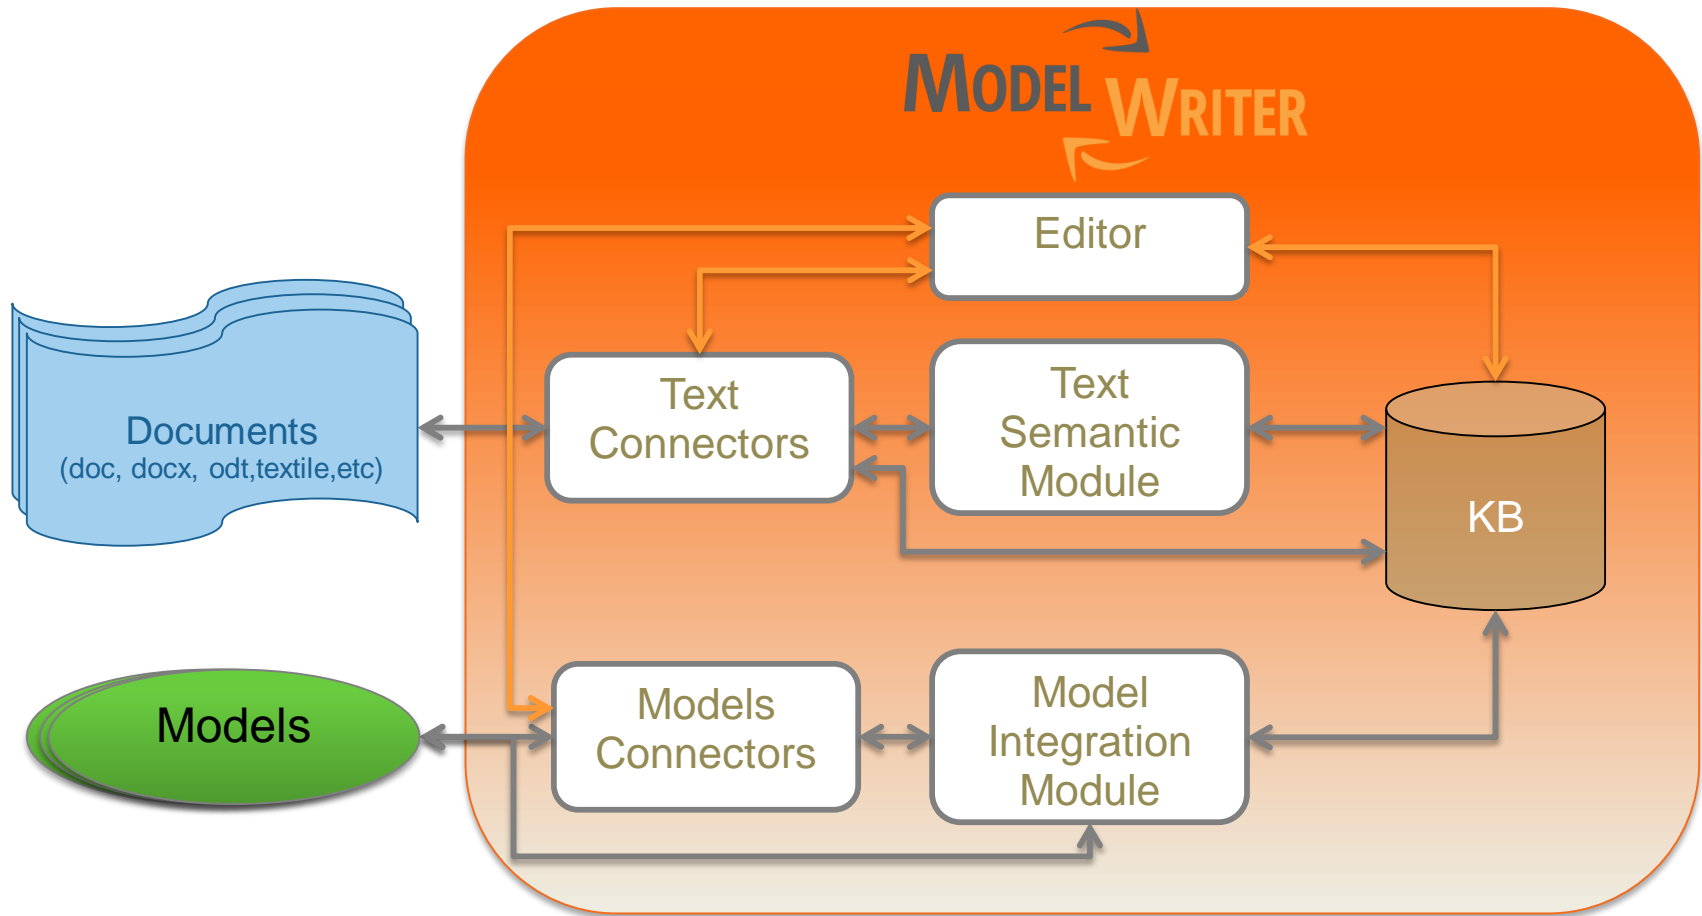 MODEL
WRITER
Editor
Text
Connectors
Text
Semantic
Module
Documents
(doc, docx, odt,textile,etc)
KB
Models
Models
Connectors
Model
Integration
Module